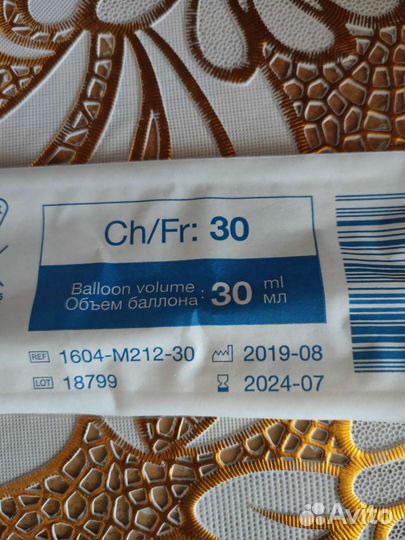 Ch/Fr: 30
Balloon volume : 30 ml
Объем баллона : 30 мл
REF 1604-M212-30 2019-08
LOT 18799 2024-07
Avito